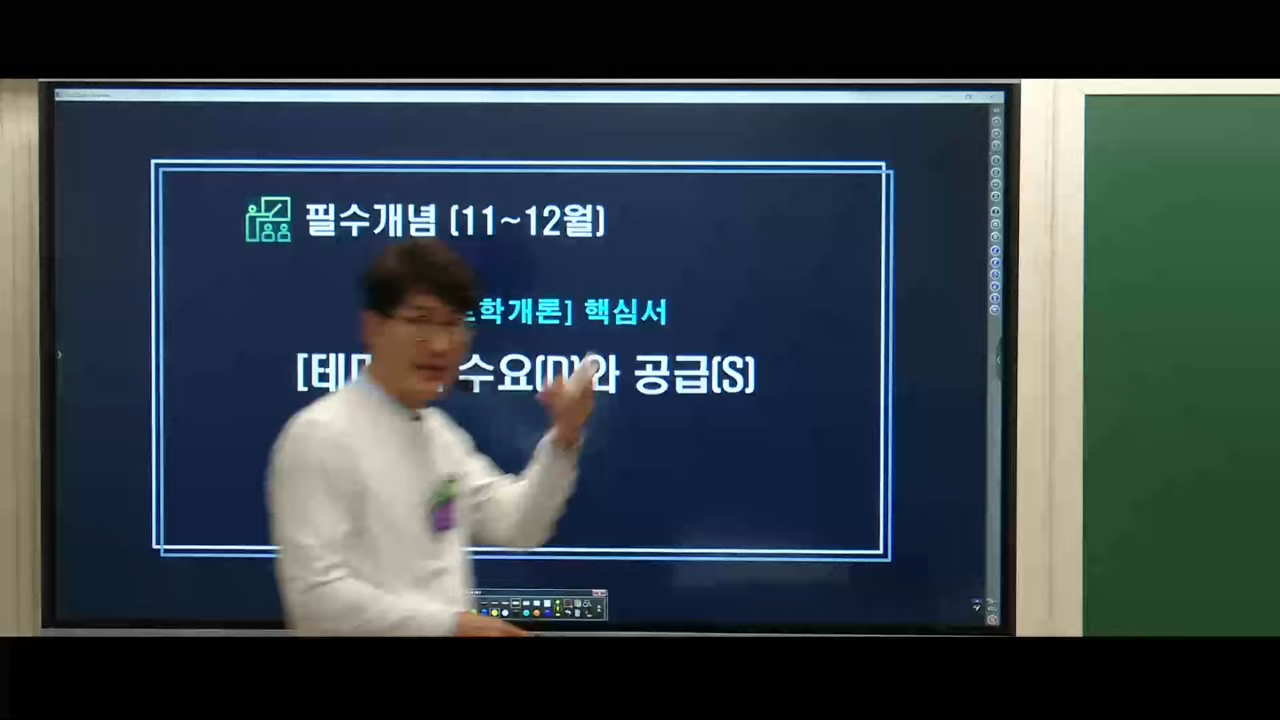 필수개념 (11~12월)
학개론] 핵심서
[테 수요(D)와 공급(S)